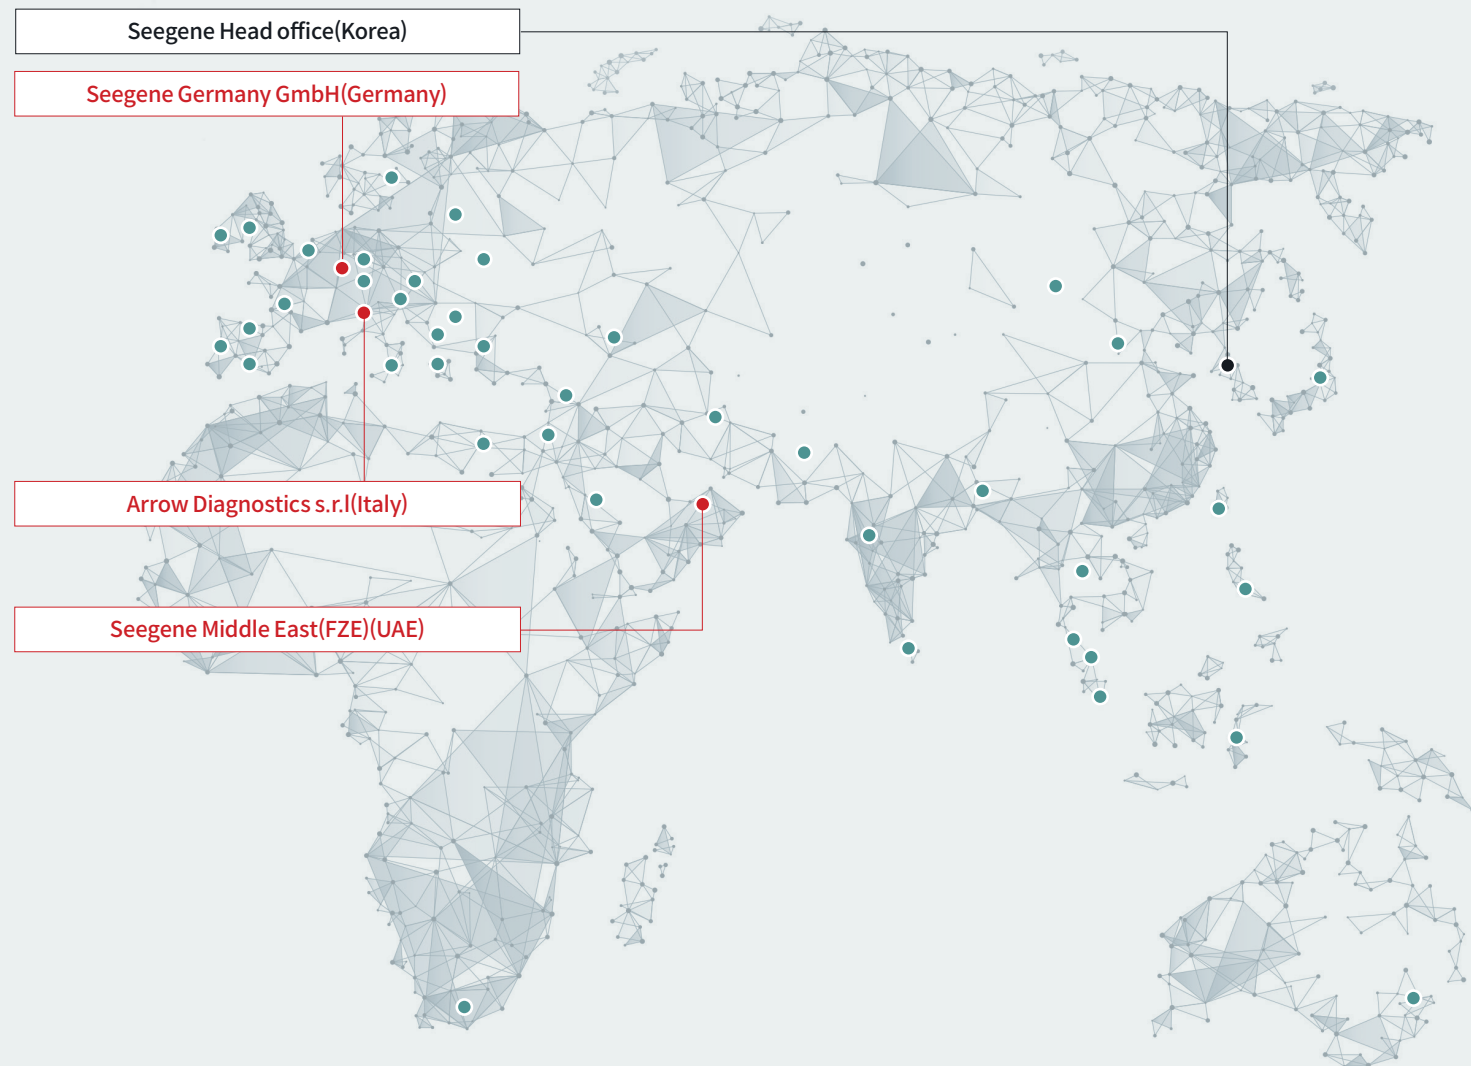 Seegene Head office(Korea)
Seegene Germany GmbH(Germany)
Arrow Diagnostics s.r.l(Italy)
Seegene Middle East(FZE)(UAE)